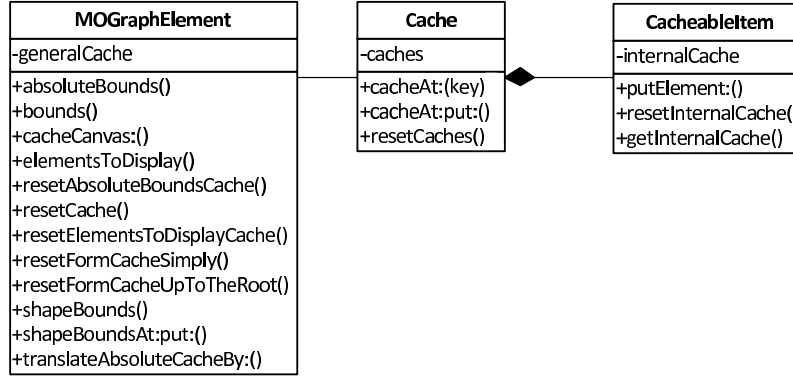 MOGraphElement
-generalCache
+absoluteBounds()
+bounds()
+cacheCanvas:()
+elementsToDisplay()
+resetAbsoluteBoundsCache()
+resetCache()
+resetElementsToDisplayCache()
+resetFormCacheSimply()
+resetFormCacheUpToTheRoot()
+shapeBounds()
+shapeBoundsAt:put:()
+translateAbsoluteCacheBy:()
Cache
-caches
+cacheAt:(key)
+cacheAt:put:()
+resetCaches()
CacheableItem
-internalCache
+putElement:()
+resetInternalCache(
+getInternalCache()